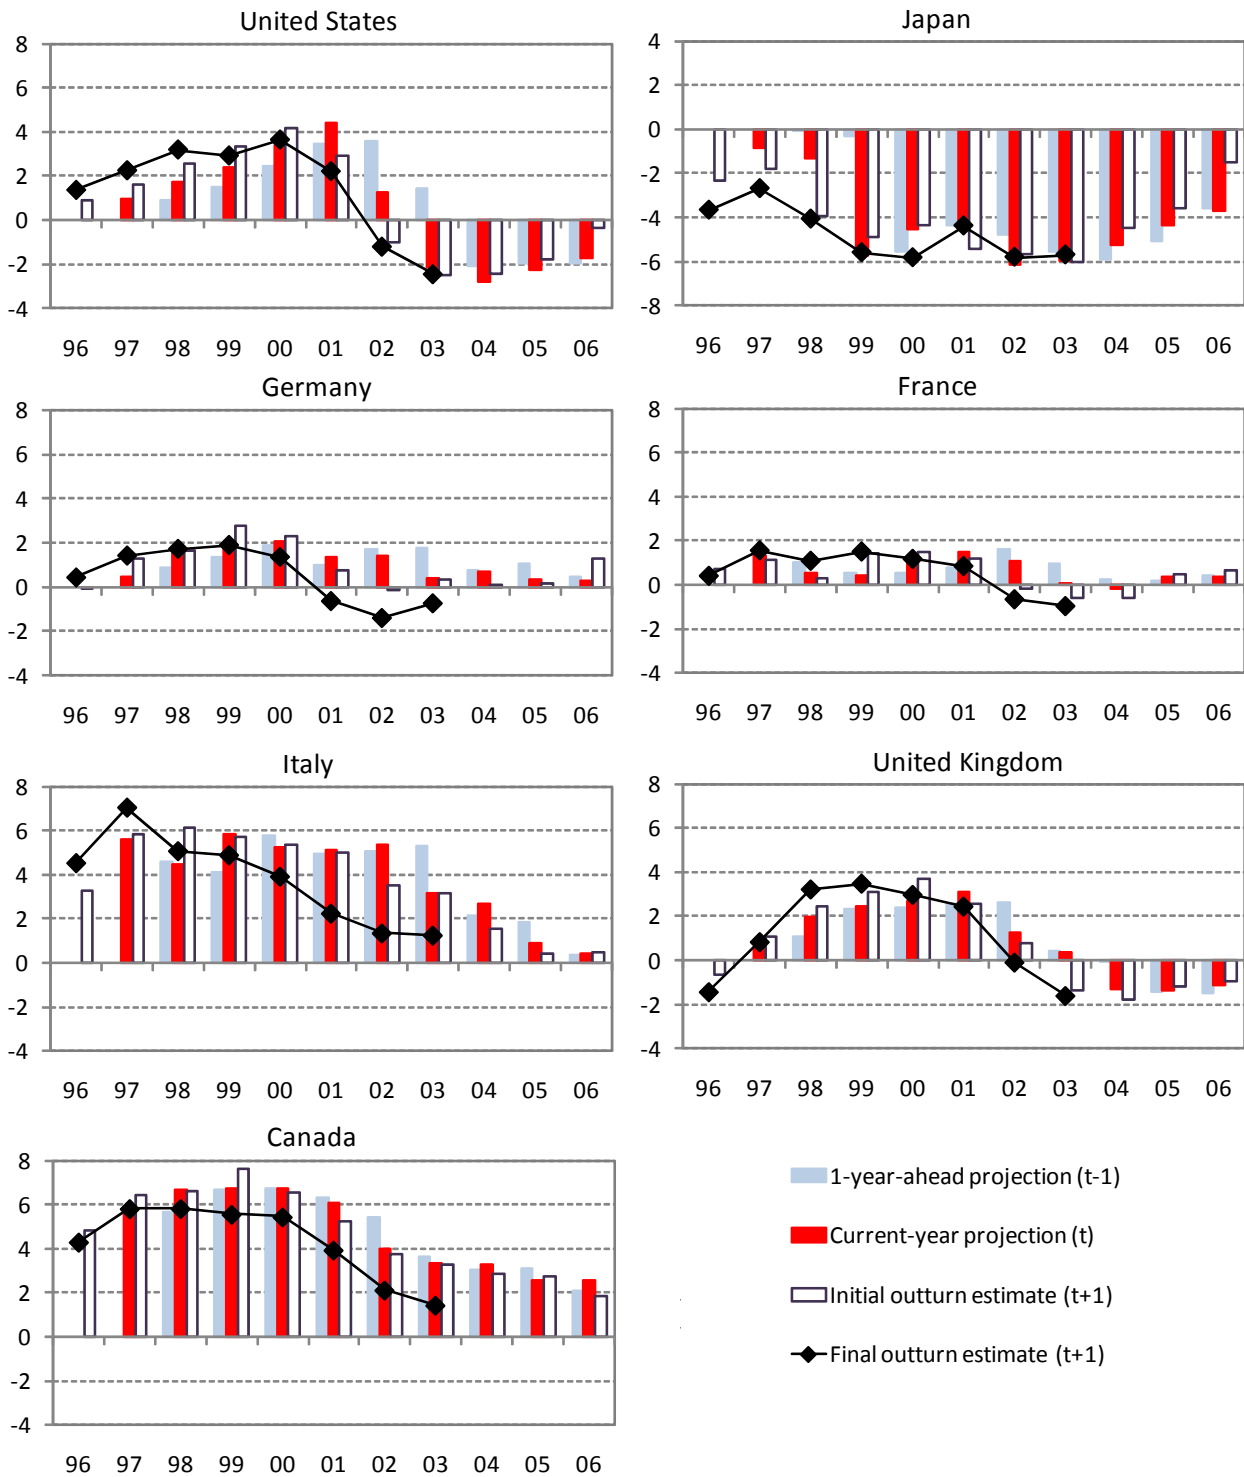 United States
8
6
4
2
0
-2
-4
96 97 98 99 00 01 02 03 04 05 06
Japan
4
2
0
-2
-4
-6
-8
96 97 98 99 00 01 02 03 04 05 06
Germany
8
6
4
2
0
-2
-4
96 97 98 99 00 01 02 03 04 05 06
France
8
6
4
2
0
-2
-4
96 97 98 99 00 01 02 03 04 05 06
Italy
8
6
4
2
0
-2
-4
96 97 98 99 00 01 02 03 04 05 06
United Kingdom
8
6
4
2
0
-2
-4
96 97 98 99 00 01 02 03 04 05 06
Canada
8
6
4
2
0
-2
-4
96 97 98 99 00 01 02 03 04 05 06
1-year-ahead projection (t-1)
Current-year projection (t)
Initial outturn estimate (t+1)
Final outturn estimate (t+1)